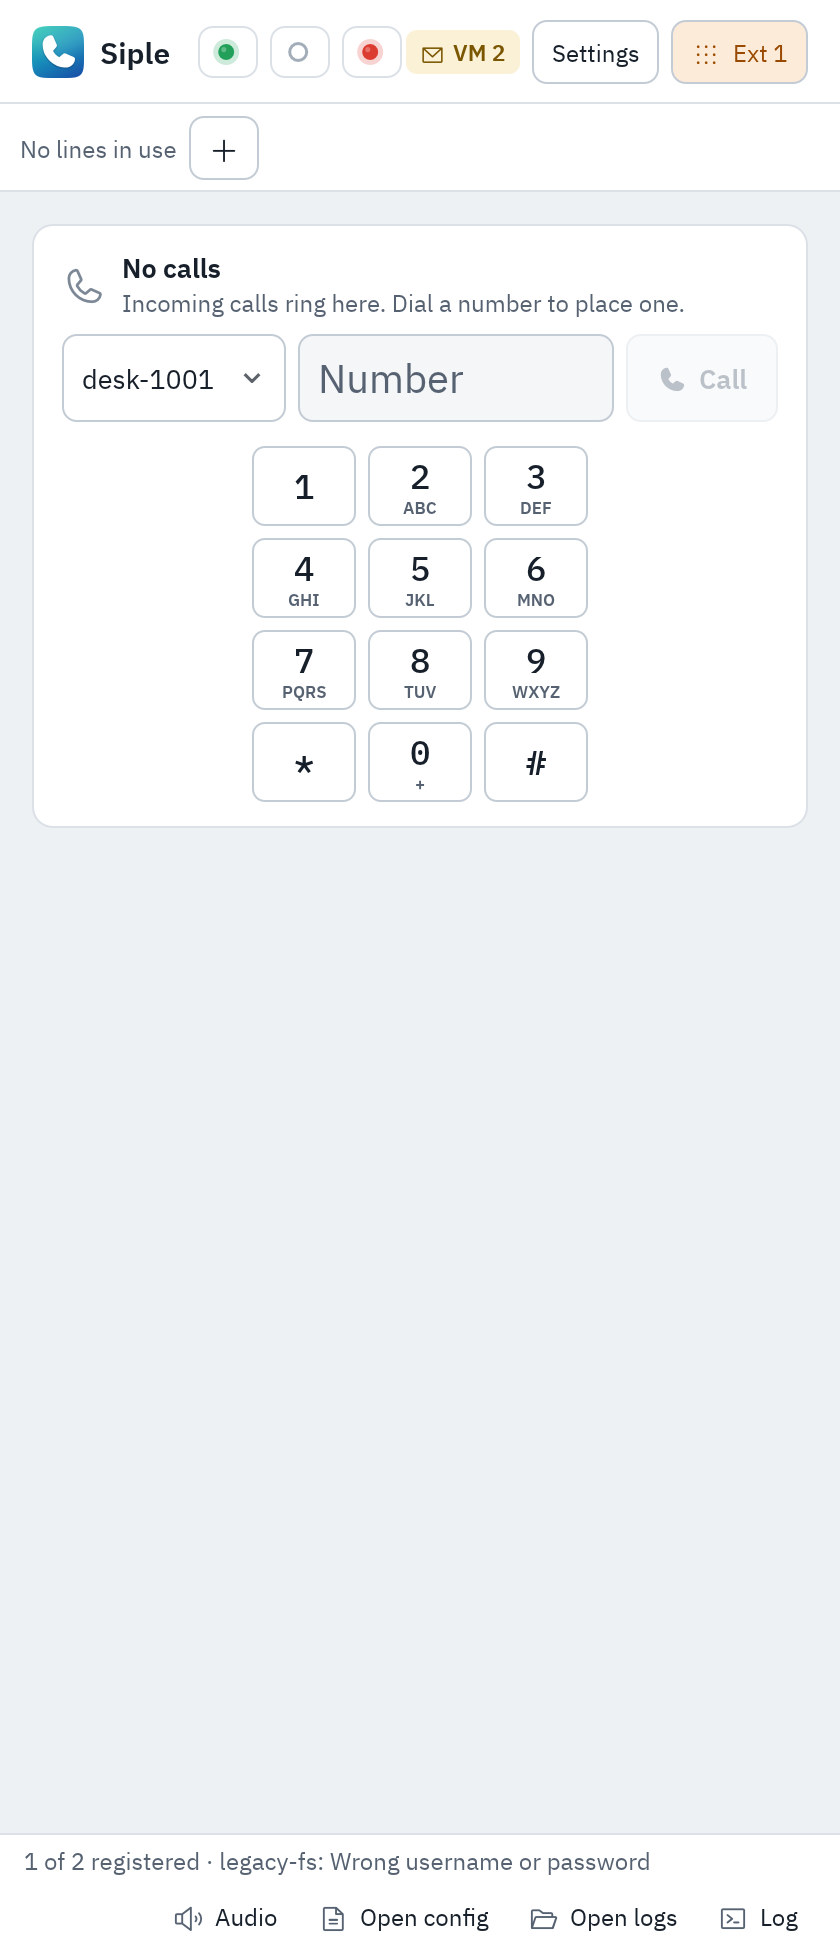 Siple
VM 2
Settings
Ext 1
No lines in use
No calls
Incoming calls ring here. Dial a number to place one.
desk-1001
Number
Call
1
2
ABC
3
DEF
4
GHI
5
JKL
6
MNO
7
PQRS
8
TUV
9
WXYZ
*
0
+
#
1 of 2 registered · legacy-fs: Wrong username or password
Audio
Open config
Open logs
Log